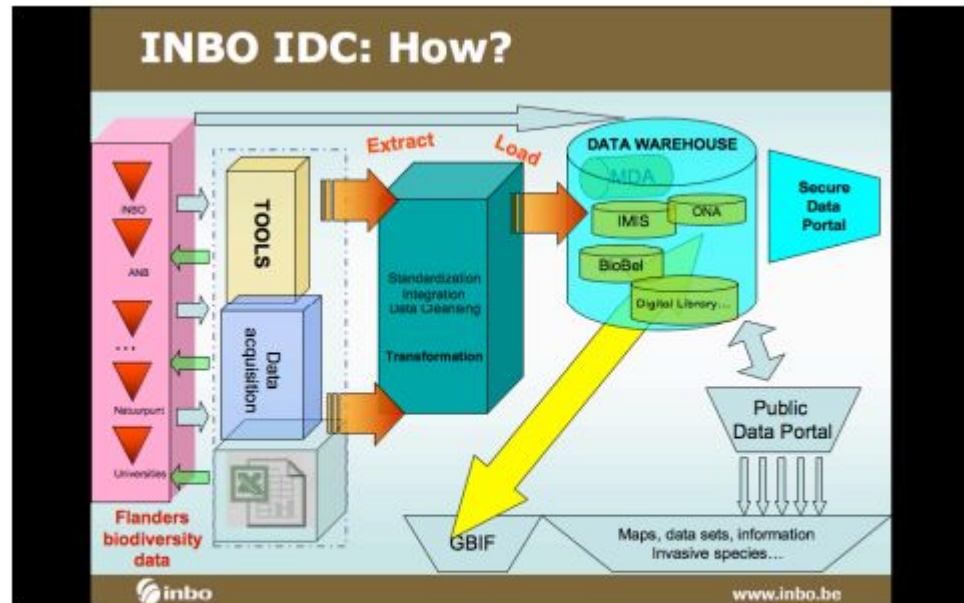 INBO IDC: How?
Extract
Load
DATA WAREHOUSE
MDA
IMIS
ONA
BioBel
Digital Library...
Secure
Data
Portal
INBO
ANB
...
Natuurpunt
Universities
TOOLS
Data
acquisition
Standardization
Integration
Data Cleansing
Transformation
Public
Data Portal
Flanders
biodiversity
data
GBIF
Maps, data sets, information
Invasive species...
inbo
www.inbo.be